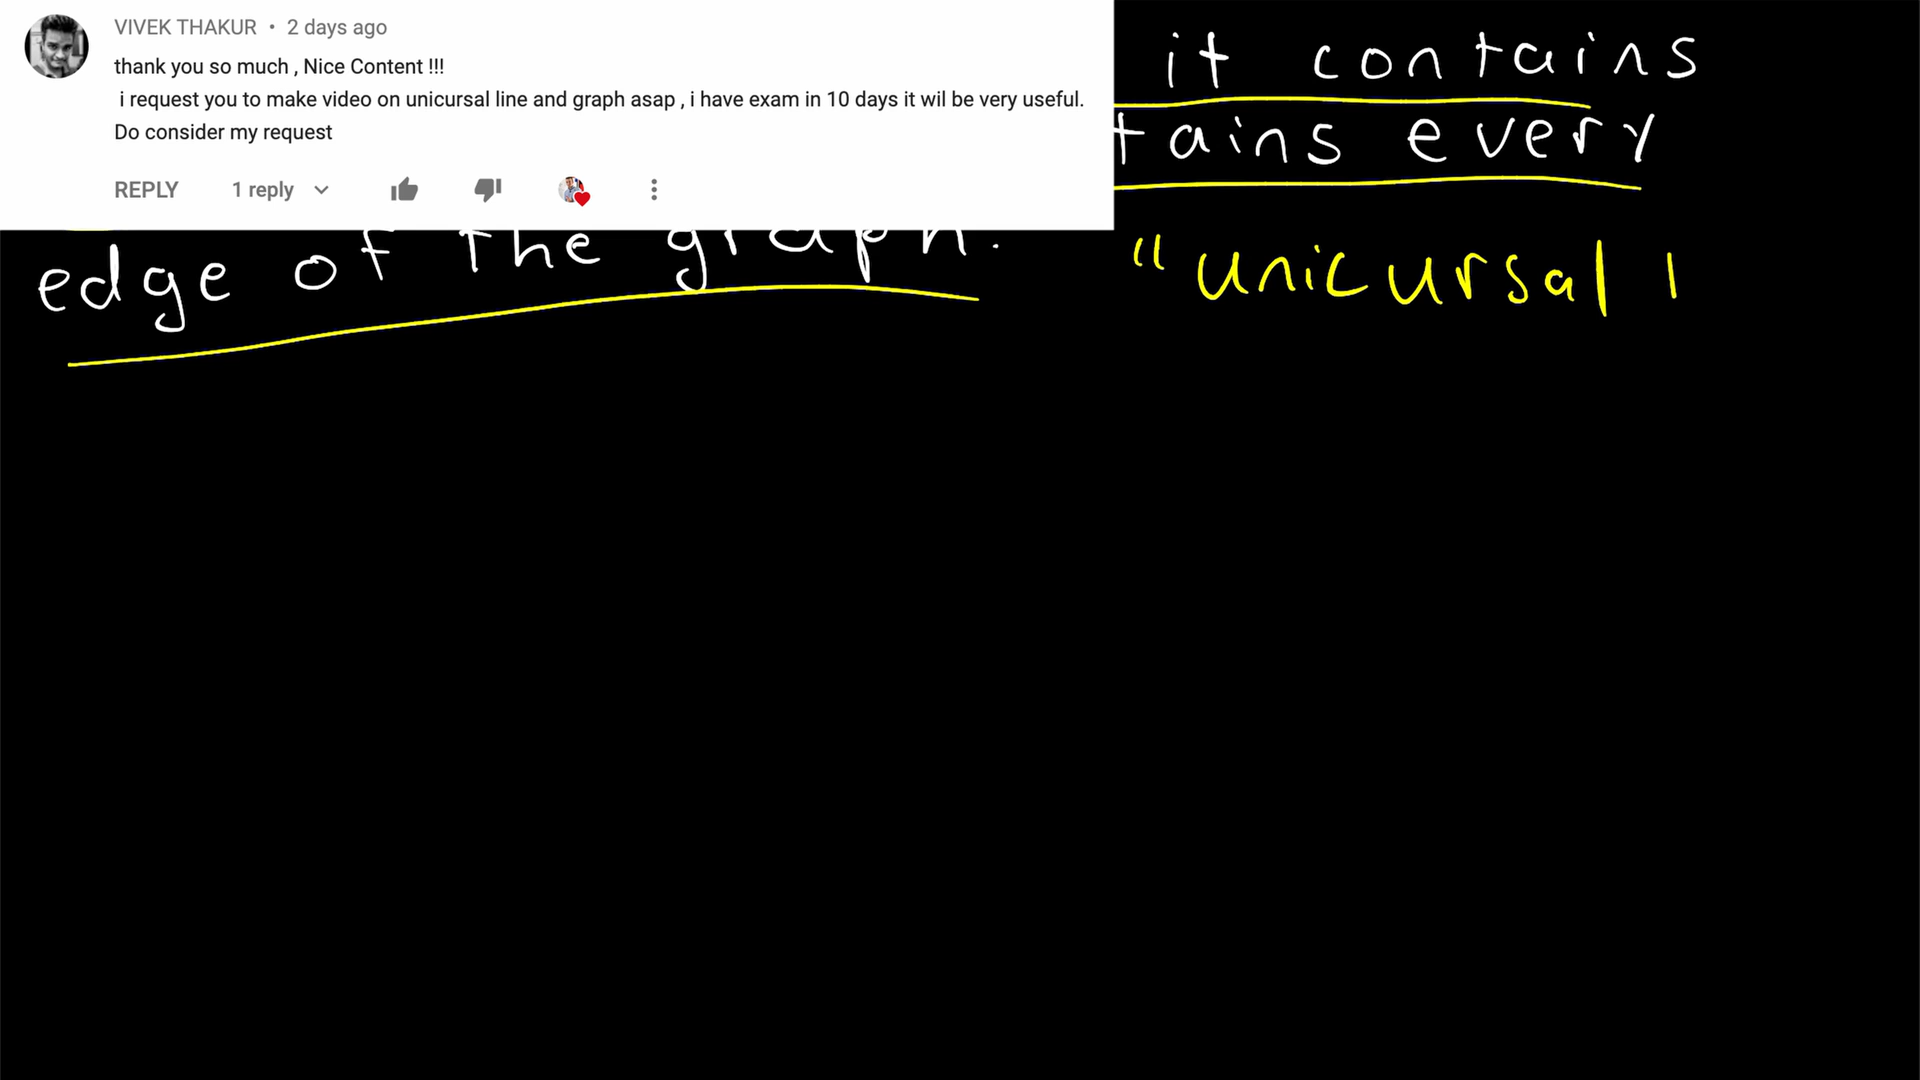 VIVEK THAKUR • 2 days ago
thank you so much , Nice Content !!!
i request you to make video on unicursal line and graph asap , i have exam in 10 days it wil be very useful.
Do consider my request
REPLY 1 reply
it contains
tains every
edge of the graph.
"unicursal l